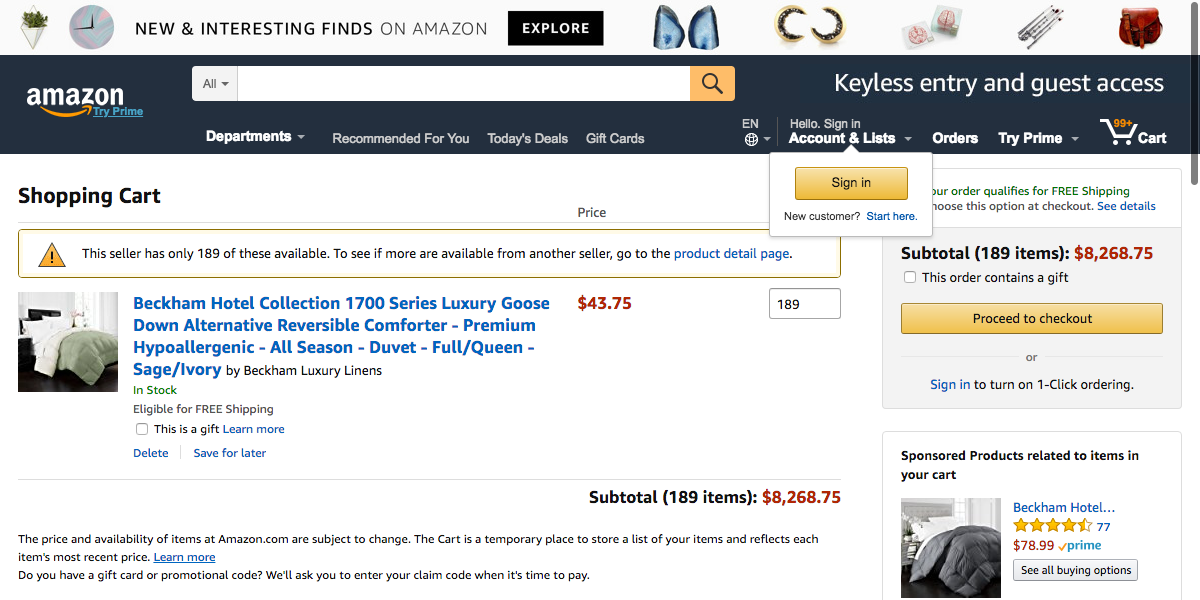 NEW & INTERESTING FINDS ON AMAZON EXPLORE
All
Keyless entry and guest access
amazon
Try Prime
Departments
Recommended For You
Today's Deals
Gift Cards
EN
Hello. Sign in
Account & Lists
Orders
Try Prime
99+
Cart
Sign in
New customer? Start here.
Shopping Cart
Price
This seller has only 189 of these available. To see if more are available from another seller, go to the product detail page.
Beckham Hotel Collection 1700 Series Luxury Goose
Down Alternative Reversible Comforter - Premium
Hypoallergenic - All Season - Duvet - Full/Queen -
Sage/Ivory by Beckham Luxury Linens
$43.75
189
In Stock
Eligible for FREE Shipping
This is a gift Learn more
Delete
Save for later
Subtotal (189 items): $8,268.75
The price and availability of items at Amazon.com are subject to change. The Cart is a temporary place to store a list of your items and reflects each
item's most recent price. Learn more
Do you have a gift card or promotional code? We'll ask you to enter your claim code when it's time to pay.
our order qualifies for FREE Shipping
hoose this option at checkout. See details
Subtotal (189 items): $8,268.75
This order contains a gift
Proceed to checkout
or
Sign in to turn on 1-Click ordering.
Sponsored Products related to items in
your cart
Beckham Hotel...
77
$78.99 prime
See all buying options